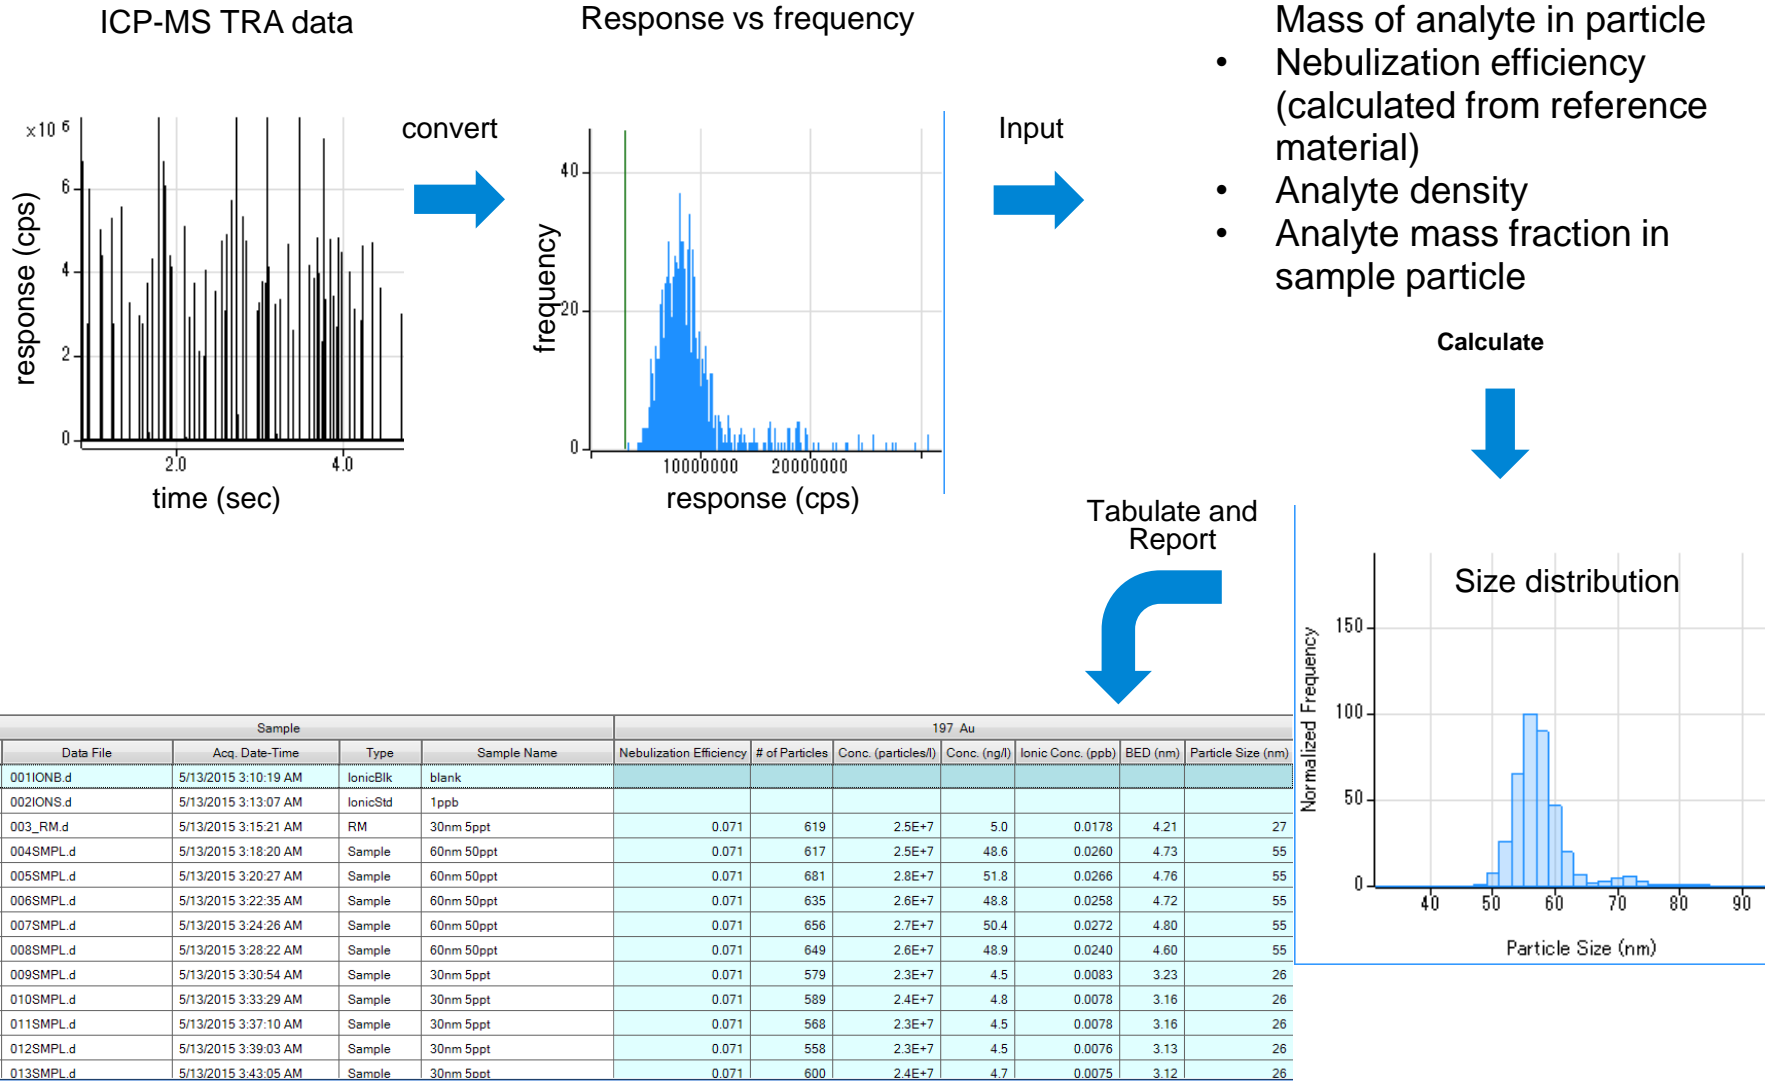 ICP-MS TRA data
Response vs frequency
Mass of analyte in particle
• Nebulization efficiency
(calculated from reference
material)
• Analyte density
• Analyte mass fraction in
sample particle
×10 6
6
4
2
0
2.0
4.0
response (cps)
time (sec)
convert
40
20
0
10000000
20000000
frequency
response (cps)
Input
Calculate
Tabulate and
Report
Size distribution
150
100
50
0
40 50 60 70 80 90
Normalized Frequency
Particle Size (nm)
Sample 197 Au
Data File Acq. Date-Time Type Sample Name Nebulization Efficiency # of Particles Conc. (particles/l) Conc. (ng/l) Ionic Conc. (ppb) BED (nm) Particle Size (nm)
001IONB.d 5/13/2015 3:10:19 AM IonicBlk blank
002IONS.d 5/13/2015 3:13:07 AM IonicStd 1ppb
003_RM.d 5/13/2015 3:15:21 AM RM 30nm 5ppt 0.071 619 2.5E+7 5.0 0.0178 4.21 27
004SMPL.d 5/13/2015 3:18:20 AM Sample 60nm 50ppt 0.071 617 2.5E+7 48.6 0.0260 4.73 55
005SMPL.d 5/13/2015 3:20:27 AM Sample 60nm 50ppt 0.071 681 2.8E+7 51.8 0.0266 4.76 55
006SMPL.d 5/13/2015 3:22:35 AM Sample 60nm 50ppt 0.071 635 2.6E+7 48.8 0.0258 4.72 55
007SMPL.d 5/13/2015 3:24:26 AM Sample 60nm 50ppt 0.071 656 2.7E+7 50.4 0.0272 4.80 55
008SMPL.d 5/13/2015 3:28:22 AM Sample 60nm 50ppt 0.071 649 2.6E+7 48.9 0.0240 4.60 55
009SMPL.d 5/13/2015 3:30:54 AM Sample 30nm 5ppt 0.071 579 2.3E+7 4.5 0.0083 3.23 26
010SMPL.d 5/13/2015 3:33:29 AM Sample 30nm 5ppt 0.071 589 2.4E+7 4.8 0.0078 3.16 26
011SMPL.d 5/13/2015 3:37:10 AM Sample 30nm 5ppt 0.071 568 2.3E+7 4.5 0.0078 3.16 26
012SMPL.d 5/13/2015 3:39:03 AM Sample 30nm 5ppt 0.071 558 2.3E+7 4.5 0.0076 3.13 26
013SMPL.d 5/13/2015 3:43:05 AM Sample 30nm 5ppt 0.071 600 2.4E+7 4.7 0.0075 3.12 26